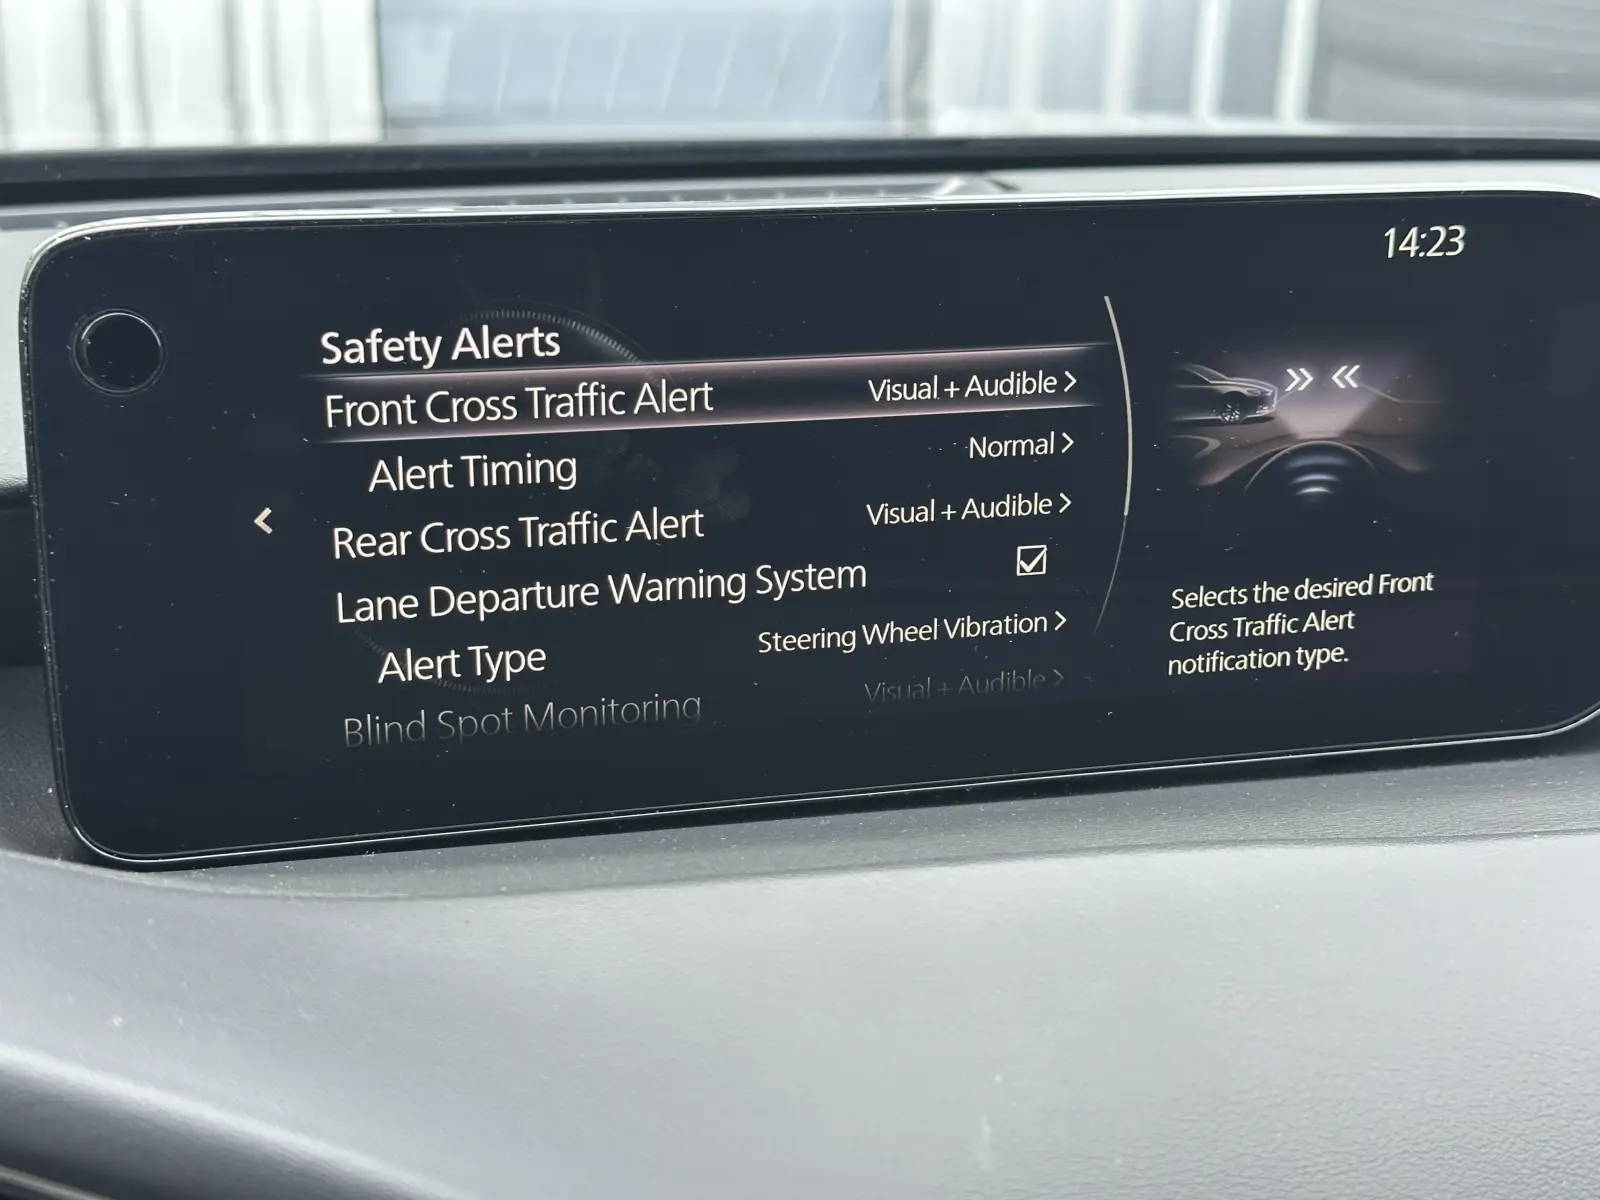 14:23
Safety Alerts
Front Cross Traffic Alert Visual + Audible >
Alert Timing Normal >
Rear Cross Traffic Alert Visual + Audible >
Lane Departure Warning System
Alert Type Steering Wheel Vibration >
Blind Spot Monitoring Visual + Audible >
Selects the desired Front
Cross Traffic Alert
notification type.